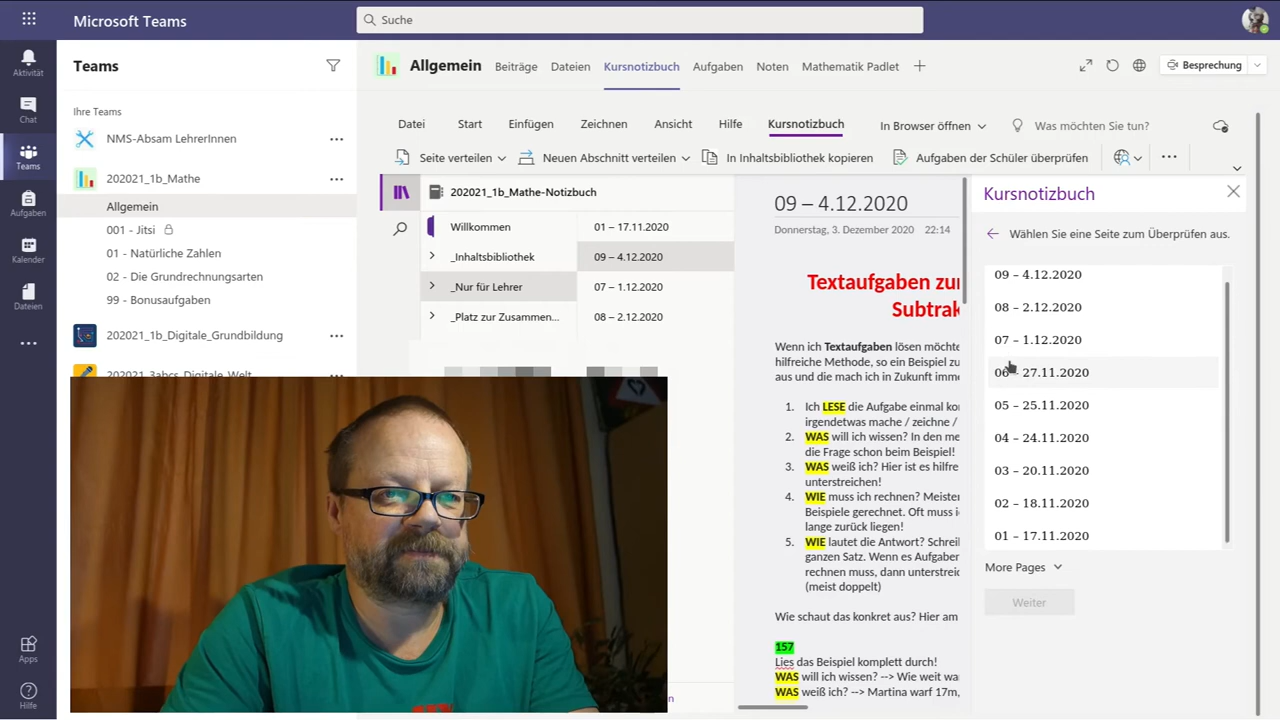 Microsoft Teams
Suche
Aktivität
Chat
Teams
Aufgaben
Kalender
Dateien
Apps
Hilfe
Teams
Ihre Teams
NMS-Absam LehrerInnen
202021_1b_Mathe
Allgemein
001 - Jitsi
01 - Natürliche Zahlen
02 - Die Grundrechnungsarten
99 - Bonusaufgaben
202021_1b_Digitale_Grundbildung
202021_3abcs_Digitale_Welt
Allgemein
Beiträge
Dateien
Kursnotizbuch
Aufgaben
Noten
Mathematik Padlet
Besprechung
Datei
Start
Einfügen
Zeichnen
Ansicht
Hilfe
Kursnotizbuch
In Browser öffnen
Was möchten Sie tun?
Seite verteilen
Neuen Abschnitt verteilen
In Inhaltsbibliothek kopieren
Aufgaben der Schüler überprüfen
202021_1b_Mathe-Notizbuch
Willkommen
_Inhaltsbibliothek
_Nur für Lehrer
_Platz zur Zusammen...
01 – 17.11.2020
09 – 4.12.2020
07 – 1.12.2020
08 – 2.12.2020
09 – 4.12.2020
Donnerstag, 3. Dezember 2020 22:14
Textaufgaben zu
Subtrak
Wenn ich Textaufgaben lösen möchte
hilfreiche Methode, so ein Beispiel zu
aus und die mach ich in Zukunft imme
1. Ich LESE die Aufgabe einmal ko
irgendetwas mache / zeichne /
2. WAS will ich wissen? In den me
die Frage schon beim Beispiel!
3. WAS weiß ich? Hier ist es hilfre
unterstreichen!
4. WIE muss ich rechnen? Meister
Beispiele gerechnet. Oft muss i
lange zurück liegen!
5. WIE lautet die Antwort? Schrei
ganzen Satz. Wenn es Aufgaben
rechnen muss, dann unterstreic
(meist doppelt)
Wie schaut das konkret aus? Hier am
157
Lies das Beispiel komplett durch!
WAS will ich wissen? --> Wie weit wa
WAS weiß ich? --> Martina warf 17m,
Kursnotizbuch
Wählen Sie eine Seite zum Überprüfen aus.
09 – 4.12.2020
08 – 2.12.2020
07 – 1.12.2020
06 – 27.11.2020
05 – 25.11.2020
04 – 24.11.2020
03 – 20.11.2020
02 – 18.11.2020
01 – 17.11.2020
More Pages
Weiter